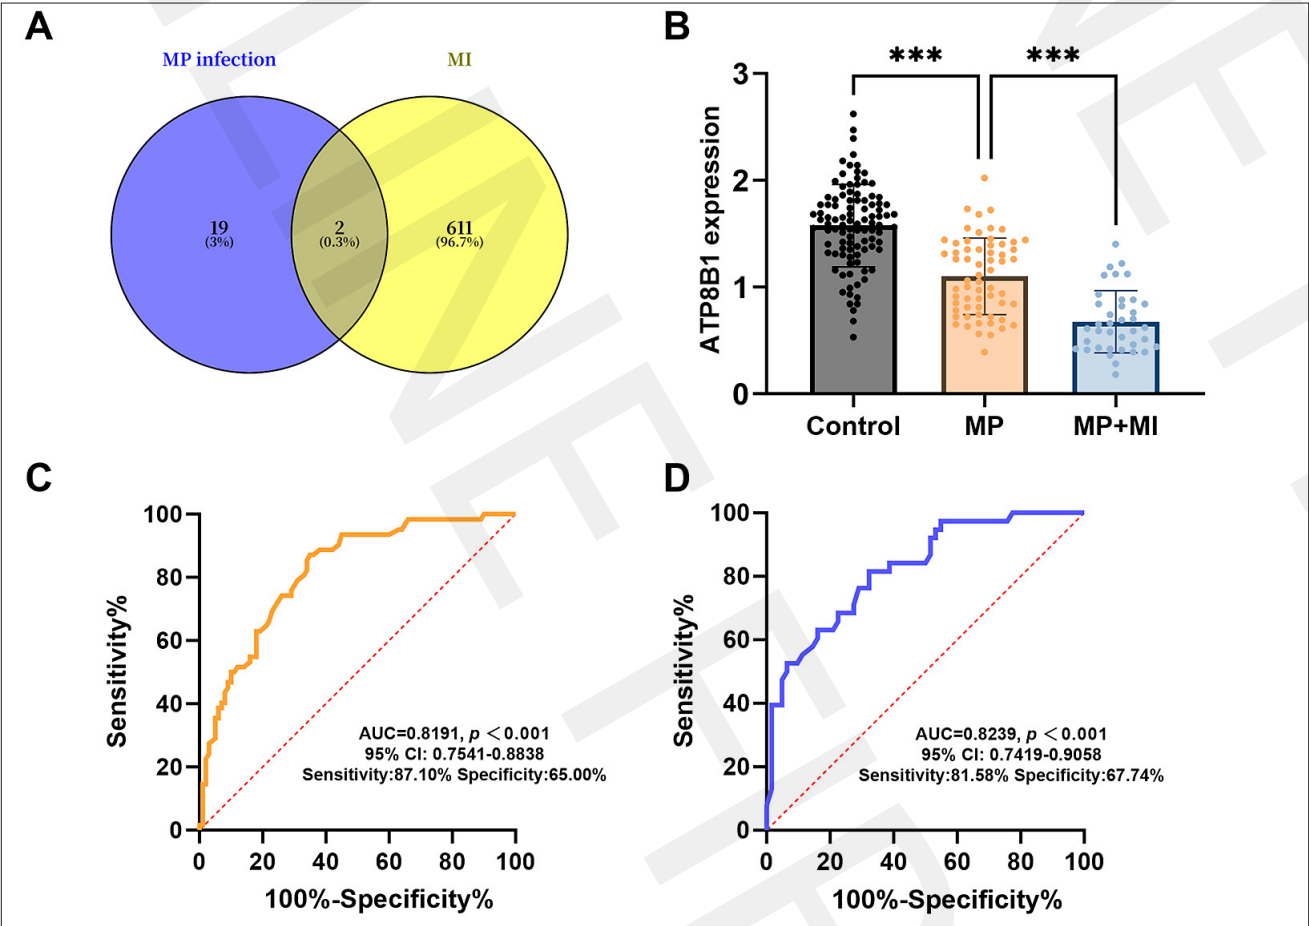 A
MP infection
MI
19
(3%)
2
(0.3%)
611
(96.7%)
B
***
***
ATP8B1 expression
3
2
1
0
Control
MP
MP+MI
C
Sensitivity%
100
80
60
40
20
0
AUC=0.8191, p < 0.001
95% CI: 0.7541-0.8838
Sensitivity:87.10% Specificity:65.00%
0 20 40 60 80 100
100%-Specificity%
D
Sensitivity%
100
80
60
40
20
0
AUC=0.8239, p < 0.001
95% CI: 0.7419-0.9058
Sensitivity:81.58% Specificity:67.74%
0 20 40 60 80 100
100%-Specificity%